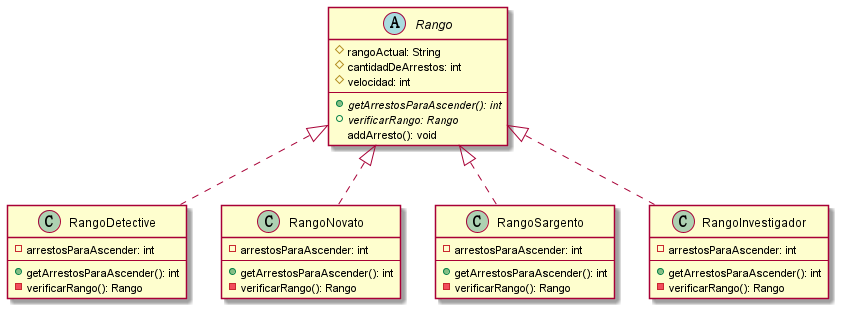 A Rango
rangoActual: String
cantidadDeArrestos: int
velocidad: int
getArrestosParaAscender(): int
verificarRango: Rango
addArresto(): void
C RangoDetective
arrestosParaAscender: int
getArrestosParaAscender(): int
verificarRango(): Rango
C RangoNovato
arrestosParaAscender: int
getArrestosParaAscender(): int
verificarRango(): Rango
C RangoSargento
arrestosParaAscender: int
getArrestosParaAscender(): int
verificarRango(): Rango
C RangoInvestigador
arrestosParaAscender: int
getArrestosParaAscender(): int
verificarRango(): Rango